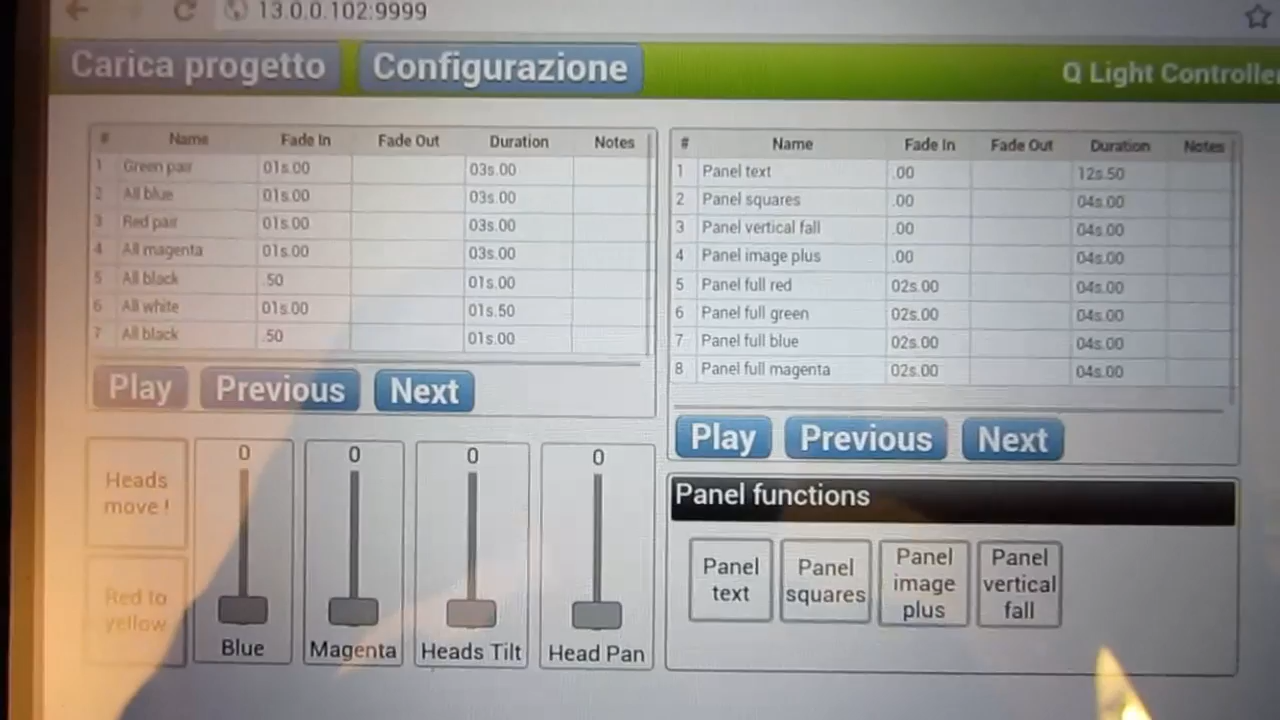 13.0.0.102:9999
Carica progetto Configurazione Q Light Controlle
# Name Fade In Fade Out Duration Notes
1 Green pair 01s.00 03s.00
2 All blue 01s.00 03s.00
3 Red pair 01s.00 03s.00
4 All magenta 01s.00 03s.00
5 All black .50 01s.00
6 All white 01s.00 01s.50
7 All black .50 01s.00
Play Previous Next
# Name Fade In Fade Out Duration Notes
1 Panel text .00 12s.50
2 Panel squares .00 04s.00
3 Panel vertical fall .00 04s.00
4 Panel image plus .00 04s.00
5 Panel full red 02s.00 04s.00
6 Panel full green 02s.00 04s.00
7 Panel full blue 02s.00 04s.00
8 Panel full magenta 02s.00 04s.00
Play Previous Next
Heads
move !
Red to
yellow
0 0 0 0
Blue Magenta Heads Tilt Head Pan
Panel functions
Panel
text
Panel
squares
Panel
image
plus
Panel
vertical
fall